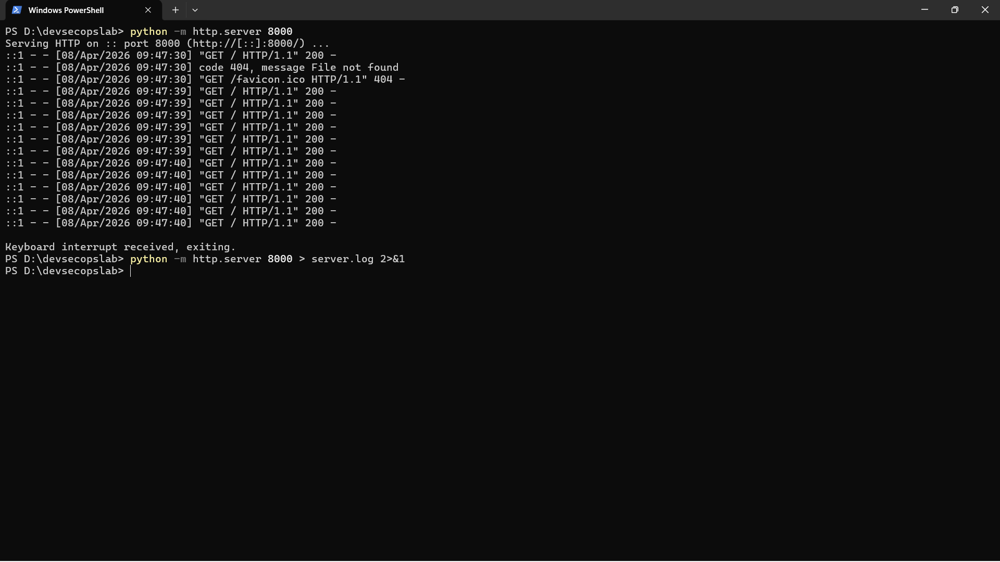 Windows PowerShell
PS D:\devsecopslab> python -m http.server 8000
Serving HTTP on :: port 8000 (http://[::]:8000/) ...
::1 - - [08/Apr/2026 09:47:30] "GET / HTTP/1.1" 200 -
::1 - - [08/Apr/2026 09:47:30] code 404, message File not found
::1 - - [08/Apr/2026 09:47:30] "GET /favicon.ico HTTP/1.1" 404 -
::1 - - [08/Apr/2026 09:47:39] "GET / HTTP/1.1" 200 -
::1 - - [08/Apr/2026 09:47:39] "GET / HTTP/1.1" 200 -
::1 - - [08/Apr/2026 09:47:39] "GET / HTTP/1.1" 200 -
::1 - - [08/Apr/2026 09:47:39] "GET / HTTP/1.1" 200 -
::1 - - [08/Apr/2026 09:47:39] "GET / HTTP/1.1" 200 -
::1 - - [08/Apr/2026 09:47:39] "GET / HTTP/1.1" 200 -
::1 - - [08/Apr/2026 09:47:40] "GET / HTTP/1.1" 200 -
::1 - - [08/Apr/2026 09:47:40] "GET / HTTP/1.1" 200 -
::1 - - [08/Apr/2026 09:47:40] "GET / HTTP/1.1" 200 -
::1 - - [08/Apr/2026 09:47:40] "GET / HTTP/1.1" 200 -
::1 - - [08/Apr/2026 09:47:40] "GET / HTTP/1.1" 200 -
::1 - - [08/Apr/2026 09:47:40] "GET / HTTP/1.1" 200 -
Keyboard interrupt received, exiting.
PS D:\devsecopslab> python -m http.server 8000 > server.log 2>&1
PS D:\devsecopslab>